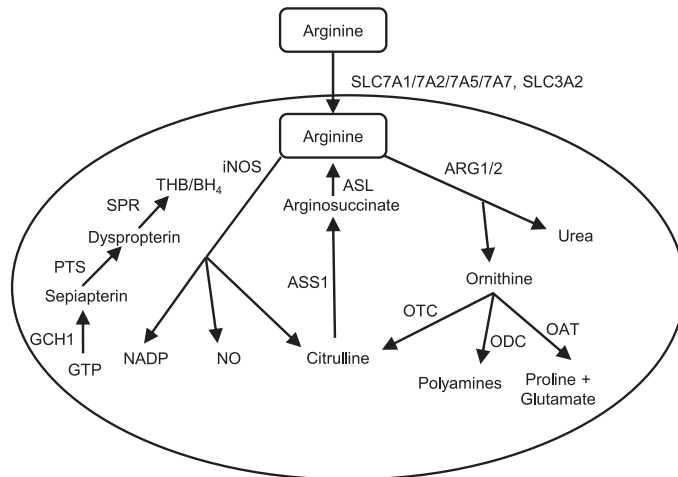 Arginine
SLC7A1/7A2/7A5/7A7, SLC3A2
Arginine
iNOS
ARG1/2
THB/BH₄
ASL
SPR
Arginosuccinate
Dyspropterin
Urea
PTS
ASS1
Ornithine
Sepiapterin
OTC
OAT
GCH1
ODC
NADP
NO
Citrulline
GTP
Polyamines
Proline +
Glutamate